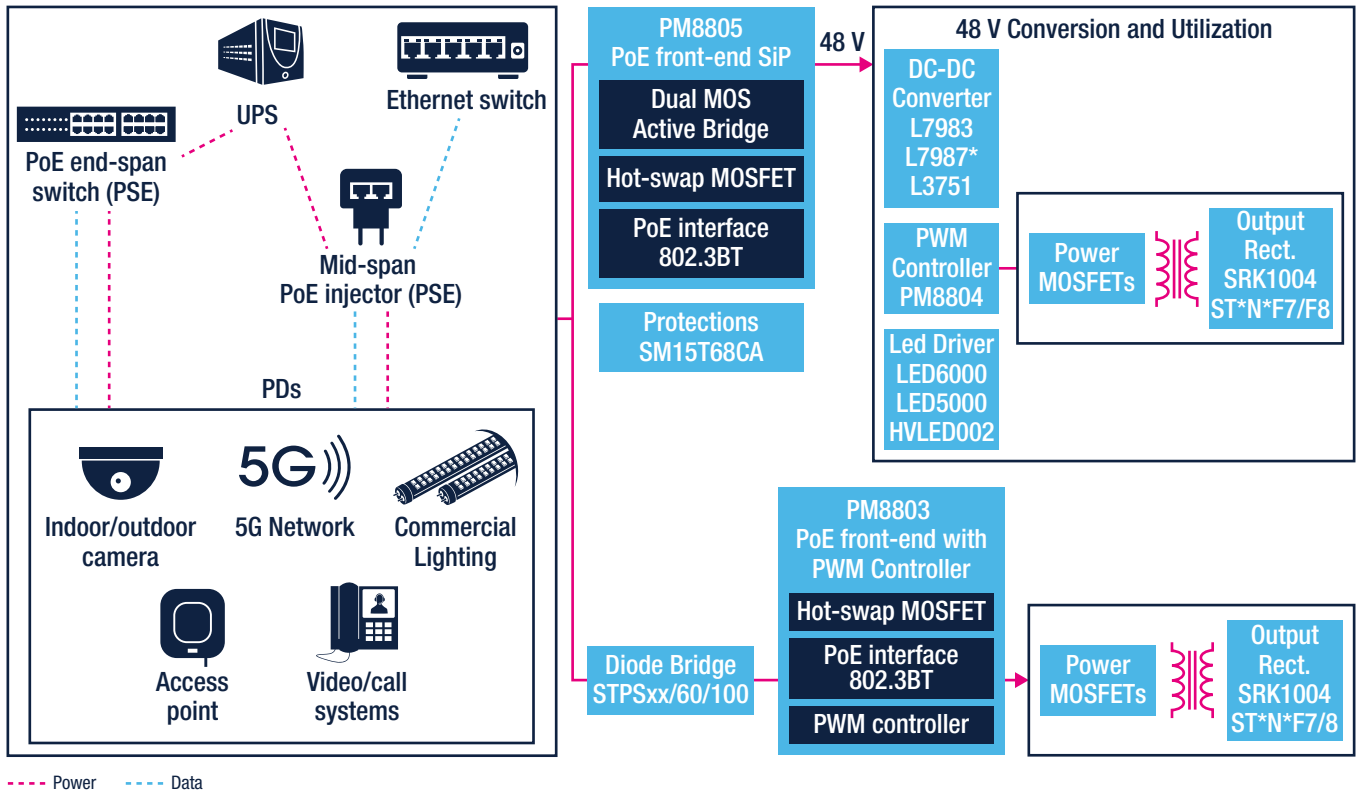 UPS
Ethernet switch
PoE end-span
switch (PSE)
Mid-span
PoE injector (PSE)
PDs
Indoor/outdoor
camera
5G
5G Network
Commercial
Lighting
Access
point
Video/call
systems
Power
Data
PM8805
PoE front-end SiP
Dual MOS
Active Bridge
Hot-swap MOSFET
PoE interface
802.3BT
Protections
SM15T68CA
48 V
48 V Conversion and Utilization
DC-DC
Converter
L7983
L7987*
L3751
PWM
Controller
PM8804
Led Driver
LED6000
LED5000
HVLED002
Power
MOSFETs
Output
Rect.
SRK1004
ST*N*F7/F8
Diode Bridge
STPSxx/60/100
PM8803
PoE front-end with
PWM Controller
Hot-swap MOSFET
PoE interface
802.3BT
PWM controller
Power
MOSFETs
Output
Rect.
SRK1004
ST*N*F7/8